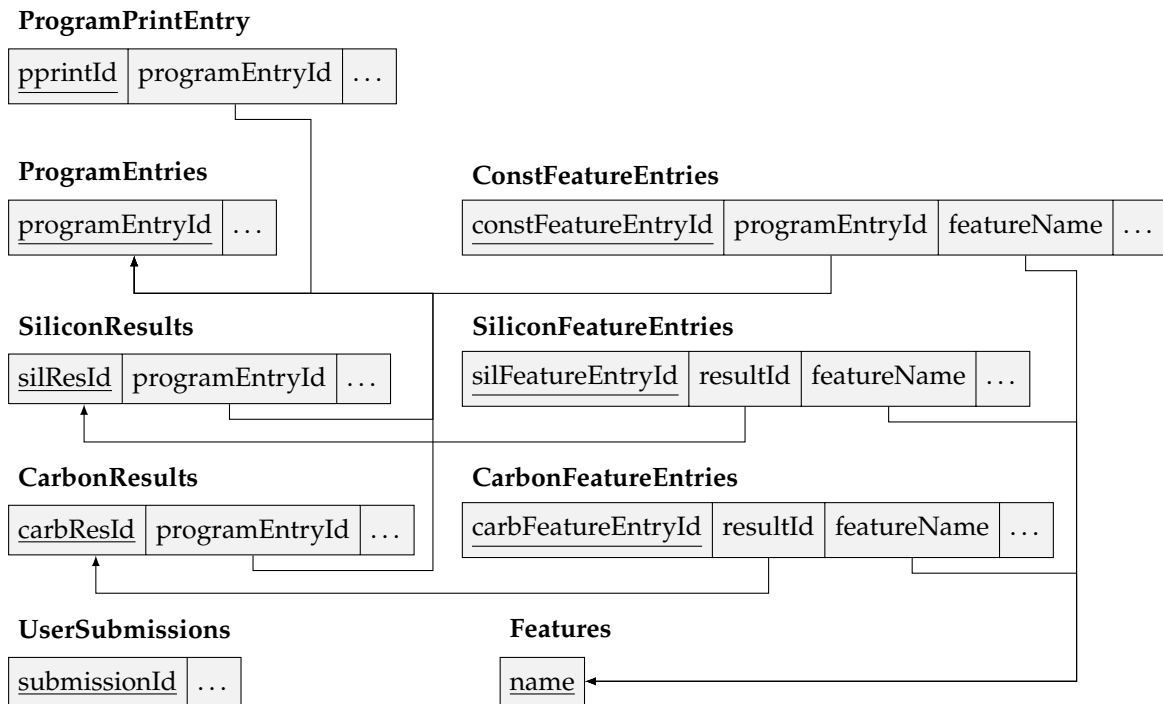 ProgramPrintEntry
pprintId programEntryId ...
ProgramEntries
programEntryId ...
ConstFeatureEntries
constFeatureEntryId programEntryId featureName ...
SiliconResults
silResId programEntryId ...
SiliconFeatureEntries
silFeatureEntryId resultId featureName ...
CarbonResults
carbResId programEntryId ...
CarbonFeatureEntries
carbFeatureEntryId resultId featureName ...
UserSubmissions
submissionId ...
Features
name